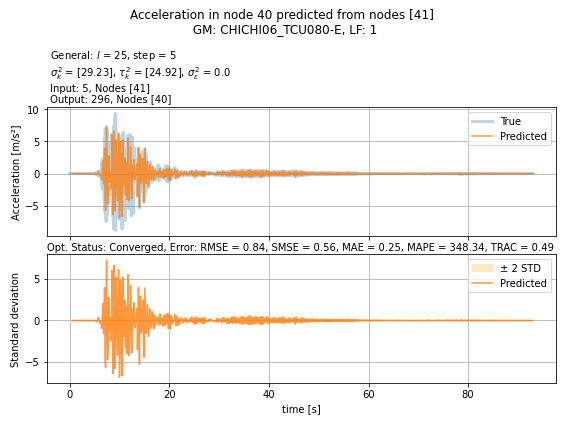 Acceleration in node 40 predicted from nodes [41]
GM: CHICHI06_TCU080-E, LF: 1
General: l = 25, step = 5
σ²ₖ = [29.23], τ²ₖ = [24.92], σ²ε = 0.0
Input: 5, Nodes [41]
Output: 296, Nodes [40]
Acceleration [m/s²]
10
5
0
−5
True
Predicted
Opt. Status: Converged, Error: RMSE = 0.84, SMSE = 0.56, MAE = 0.25, MAPE = 348.34, TRAC = 0.49
Standard deviation
5
0
−5
± 2 STD
Predicted
0 20 40 60 80
time [s]